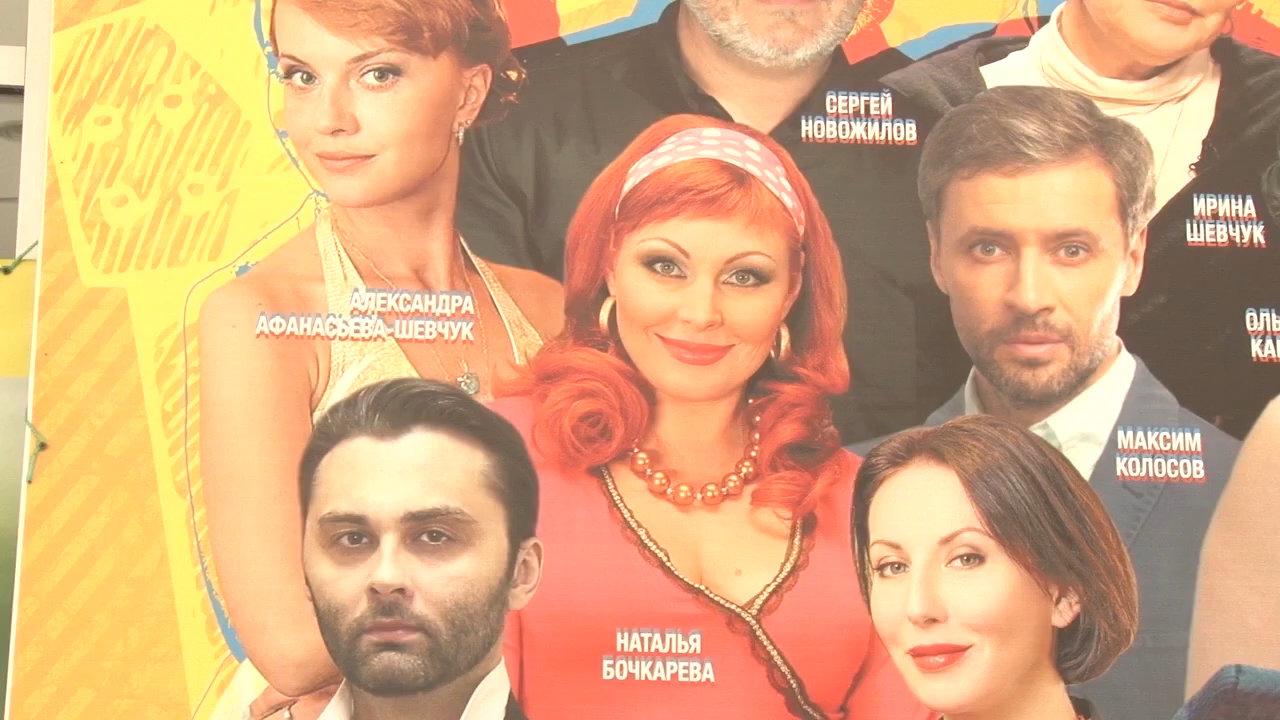 СЕРГЕЙ
НОВОЖИЛОВ
ИРИНА
ШЕВЧУК
АЛЕКСАНДРА
АФАНАСЬЕВА-ШЕВЧУК
МАКСИМ
КОЛОСОВ
НАТАЛЬЯ
БОЧКАРЕВА